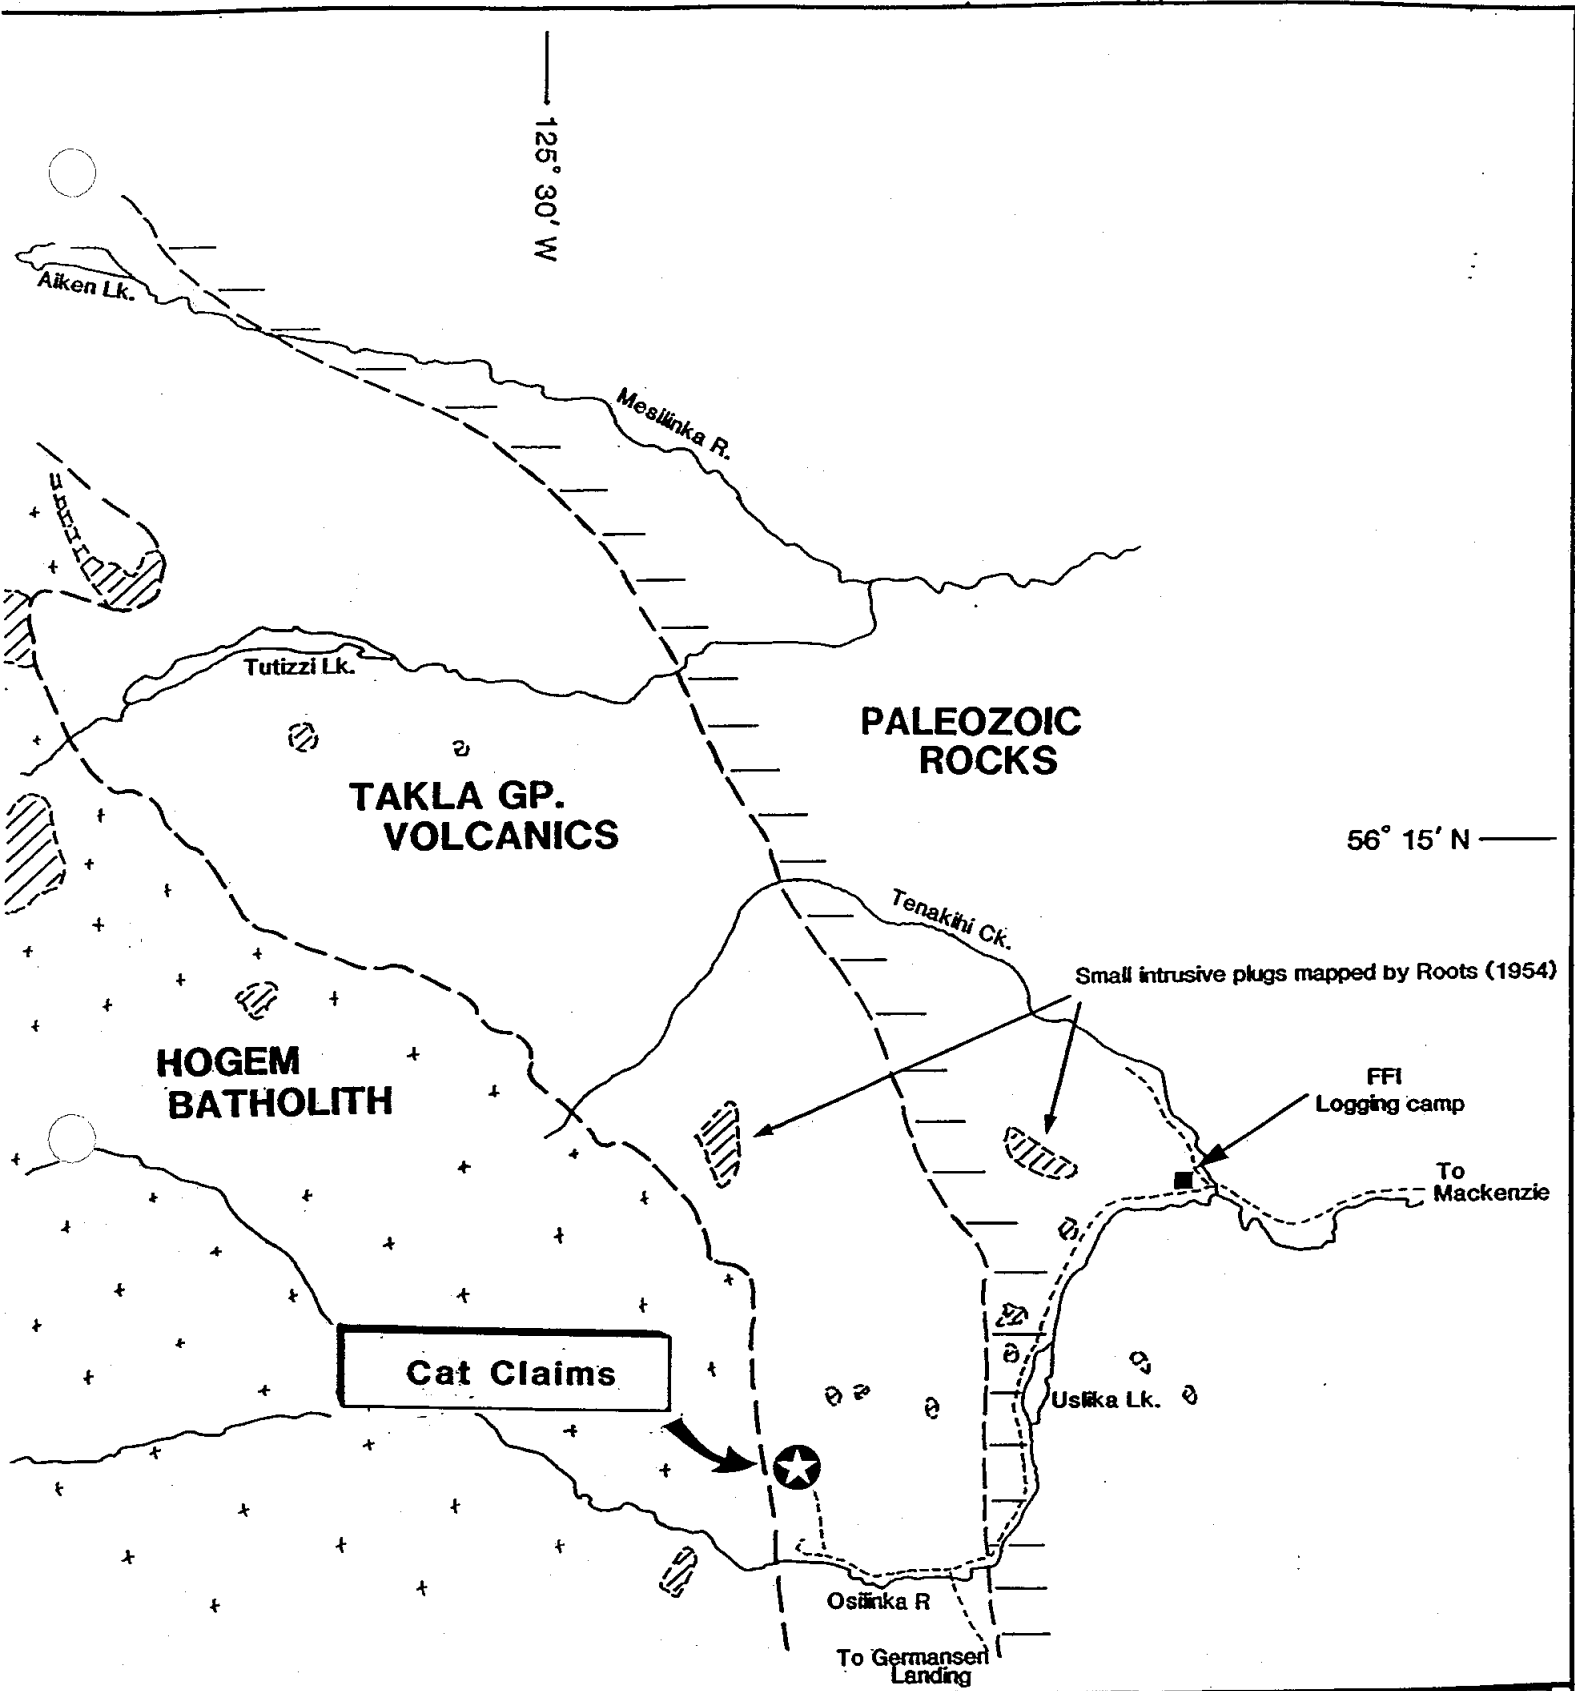 125° 30' W
Aiken Lk.
Mesilinka R.
Tutizzi Lk.
PALEOZOIC
ROCKS
TAKLA GP.
VOLCANICS
56° 15' N
Tenakihi Ck.
Small intrusive plugs mapped by Roots (1954)
HOGEM
BATHOLITH
FFI
Logging camp
To
Mackenzie
Cat Claims
Uslika Lk.
Osilinka R
To Germansen
Landing